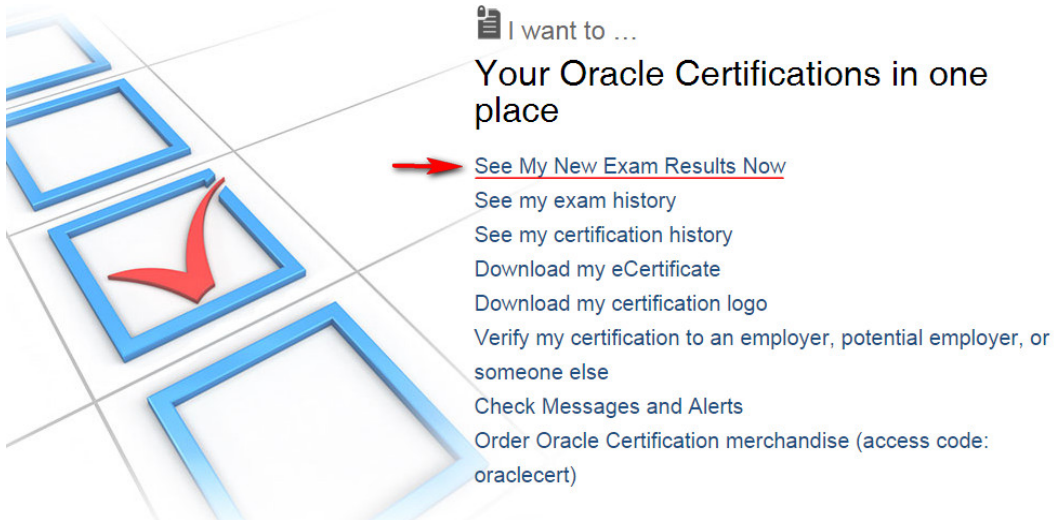 I want to ...
Your Oracle Certifications in one
place
See My New Exam Results Now
See my exam history
See my certification history
Download my eCertificate
Download my certification logo
Verify my certification to an employer, potential employer, or
someone else
Check Messages and Alerts
Order Oracle Certification merchandise (access code:
oraclecert)